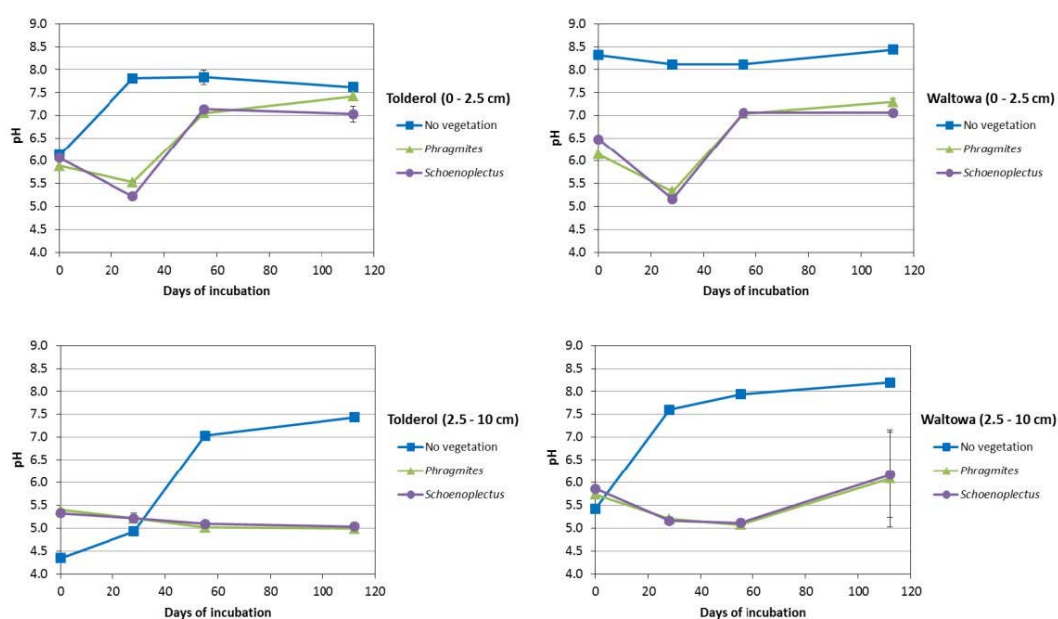 9.0
8.5
8.0
7.5
7.0
6.5
6.0
5.5
5.0
4.5
4.0
pH
0 20 40 60 80 100 120
Days of incubation
Tolderol (0 - 2.5 cm)
No vegetation
Phragmites
Schoenoplectus
9.0
8.5
8.0
7.5
7.0
6.5
6.0
5.5
5.0
4.5
4.0
pH
0 20 40 60 80 100 120
Days of incubation
Waltowa (0 - 2.5 cm)
No vegetation
Phragmites
Schoenoplectus
9.0
8.5
8.0
7.5
7.0
6.5
6.0
5.5
5.0
4.5
4.0
pH
0 20 40 60 80 100 120
Days of incubation
Tolderol (2.5 - 10 cm)
No vegetation
Phragmites
Schoenoplectus
9.0
8.5
8.0
7.5
7.0
6.5
6.0
5.5
5.0
4.5
4.0
pH
0 20 40 60 80 100 120
Days of incubation
Waltowa (2.5 - 10 cm)
No vegetation
Phragmites
Schoenoplectus